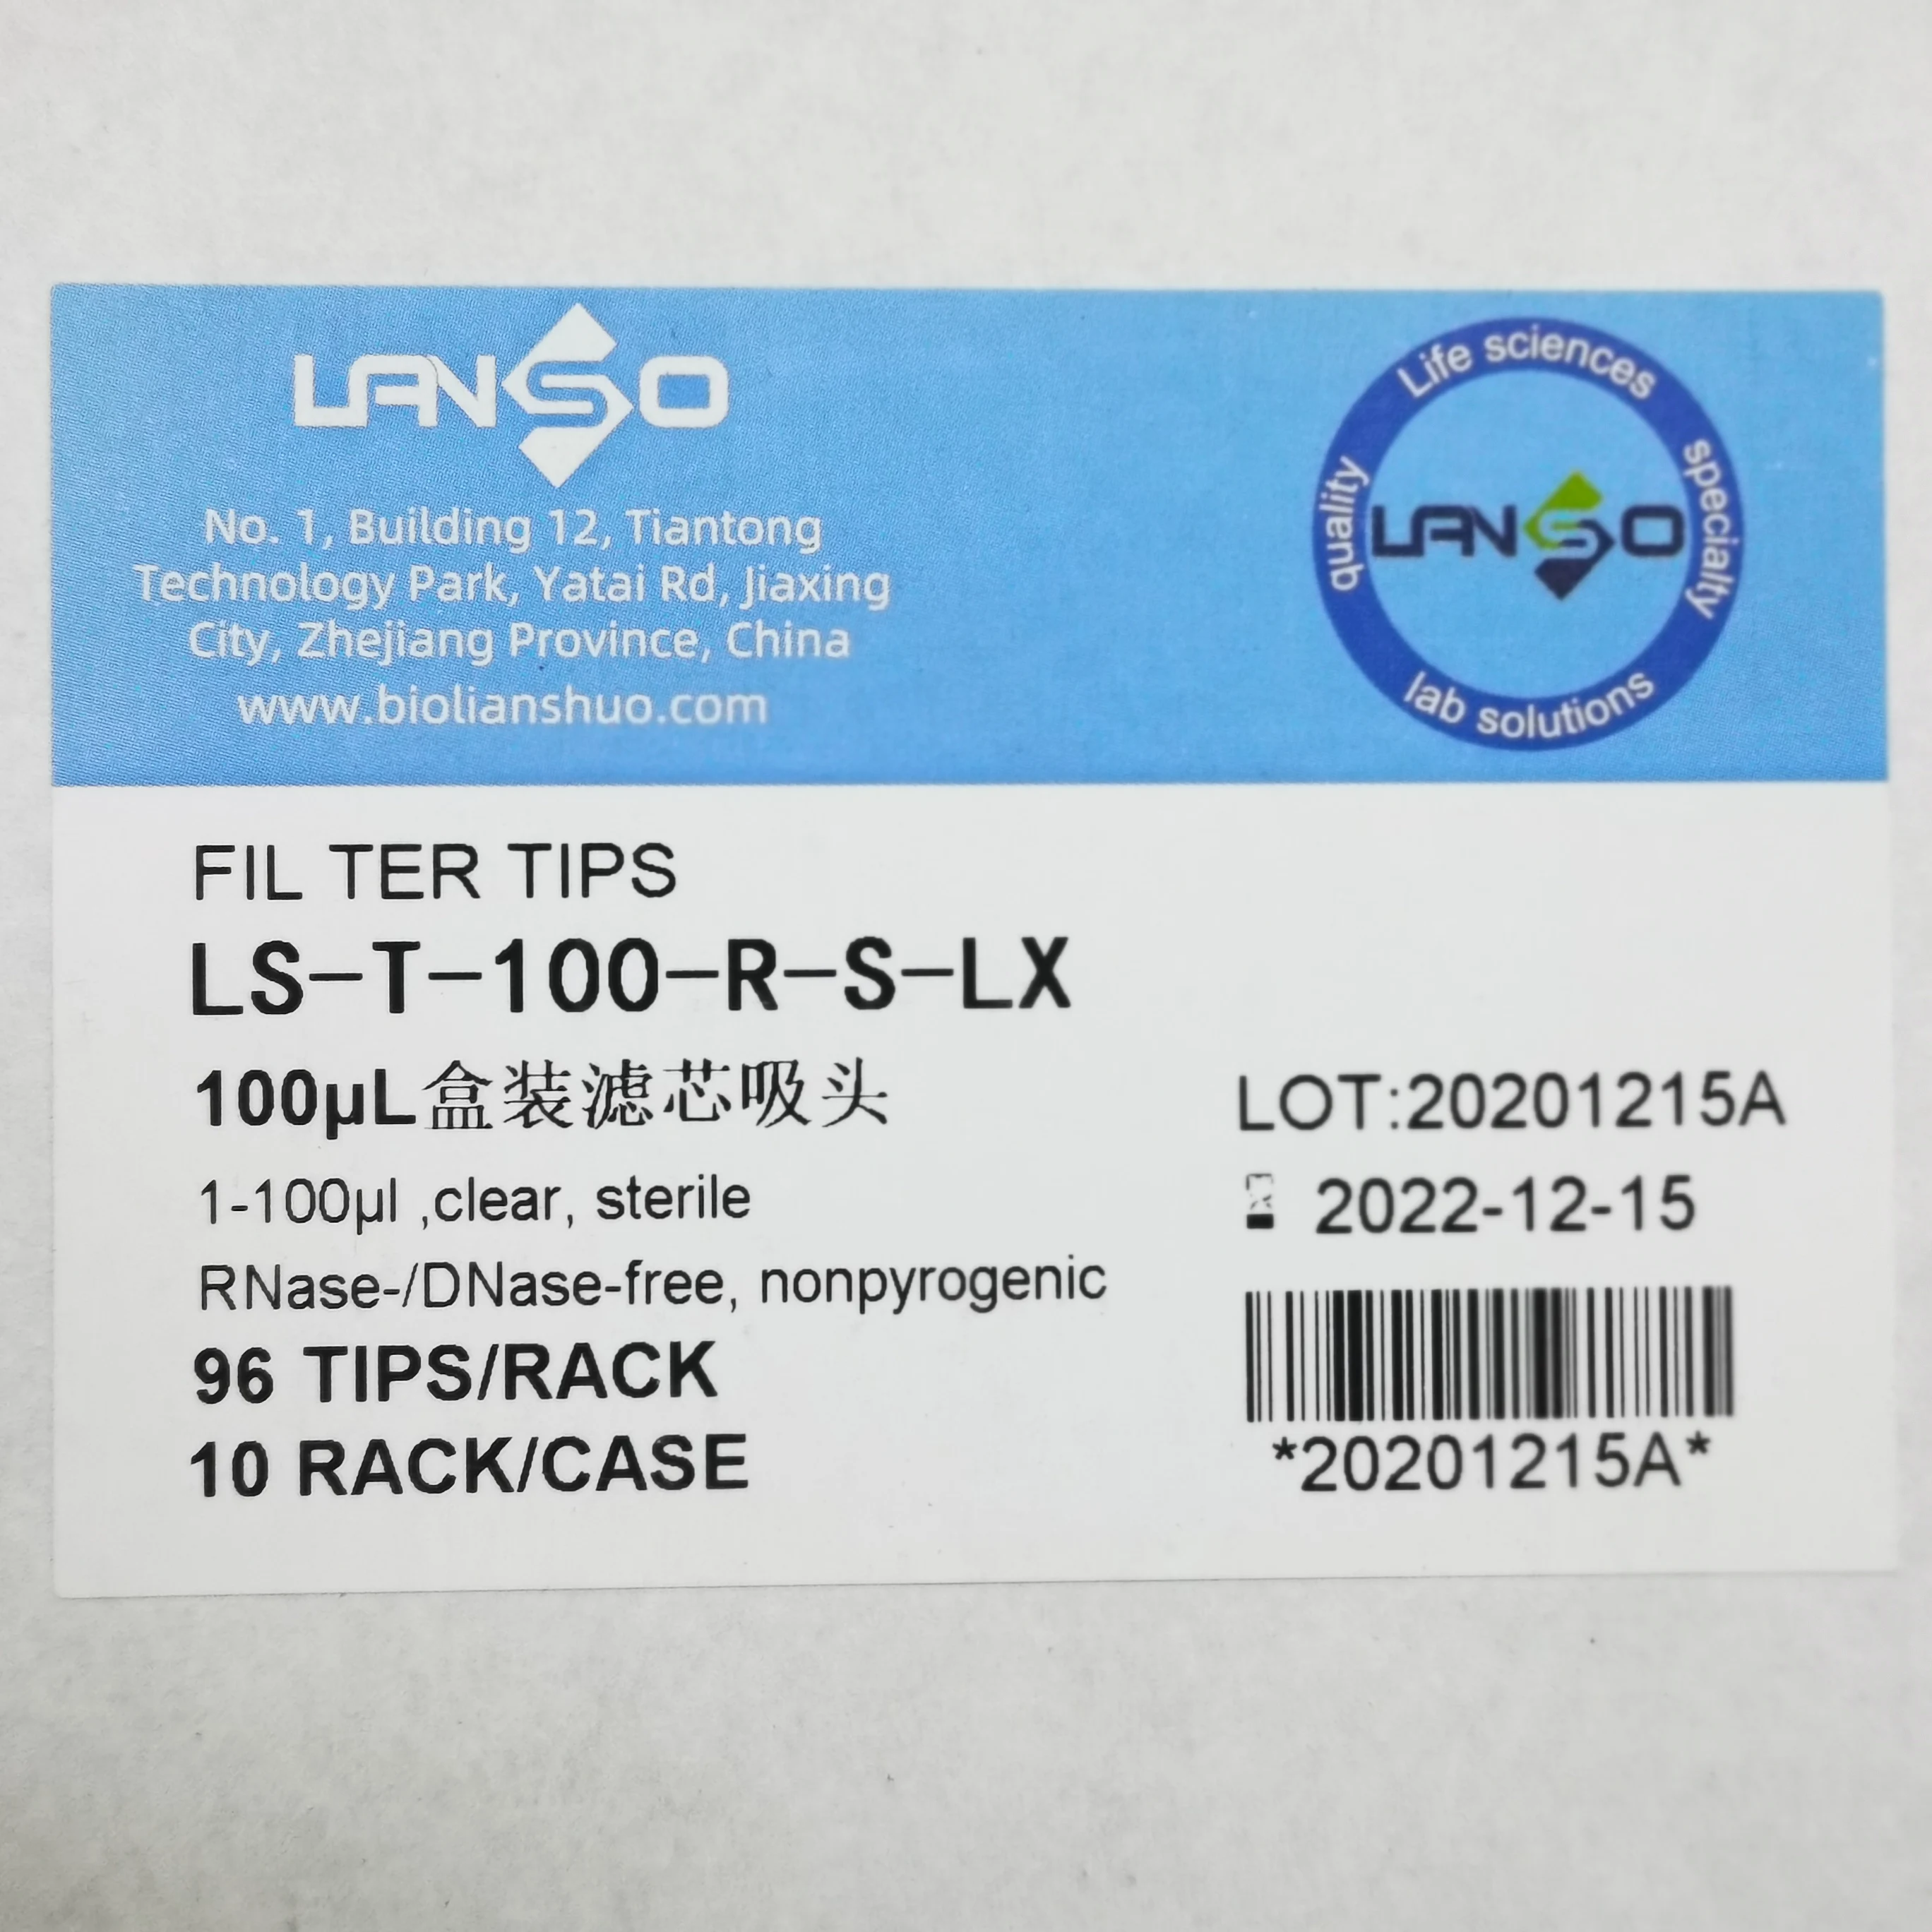 LANSO
No. 1, Building 12, Tiantong
Technology Park, Yatai Rd, Jiaxing
City, Zhejiang Province, China
www.biolianshuo.com
Life sciences
specialty
quality
LANSO
lab solutions
FIL TER TIPS
LS-T-100-R-S-LX
100μL盒装滤芯吸头
1-100μl ,clear, sterile
RNase-/DNase-free, nonpyrogenic
96 TIPS/RACK
10 RACK/CASE
LOT:20201215A
2022-12-15
*20201215A*